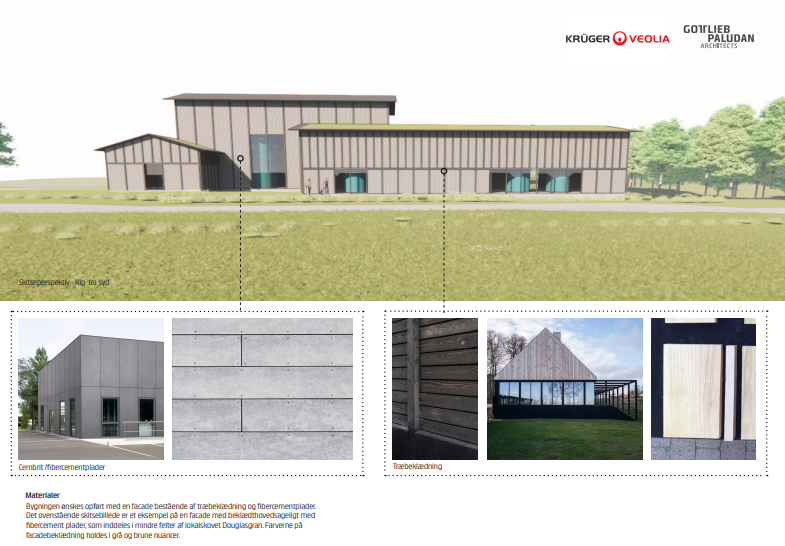 KRÜGER VEOLIA
GOTTLIEB
PALUDAN
ARCHITECTS
Skitseperspektiv - Kig fra syd
Cembrit /fibercementplader
Træbeklædning
Materialer
Bygningen ønskes opført med en facade bestående af træbeklædning og fibercementplader.
Det ovenstående skitsebillede er et eksempel på en facade med beklædthovedsageligt med
fibercement plader, som inddeles i mindre felter af lokalskovet Douglasgran. Farverne på
facadebeklædning holdes i grå og brune nuancer.